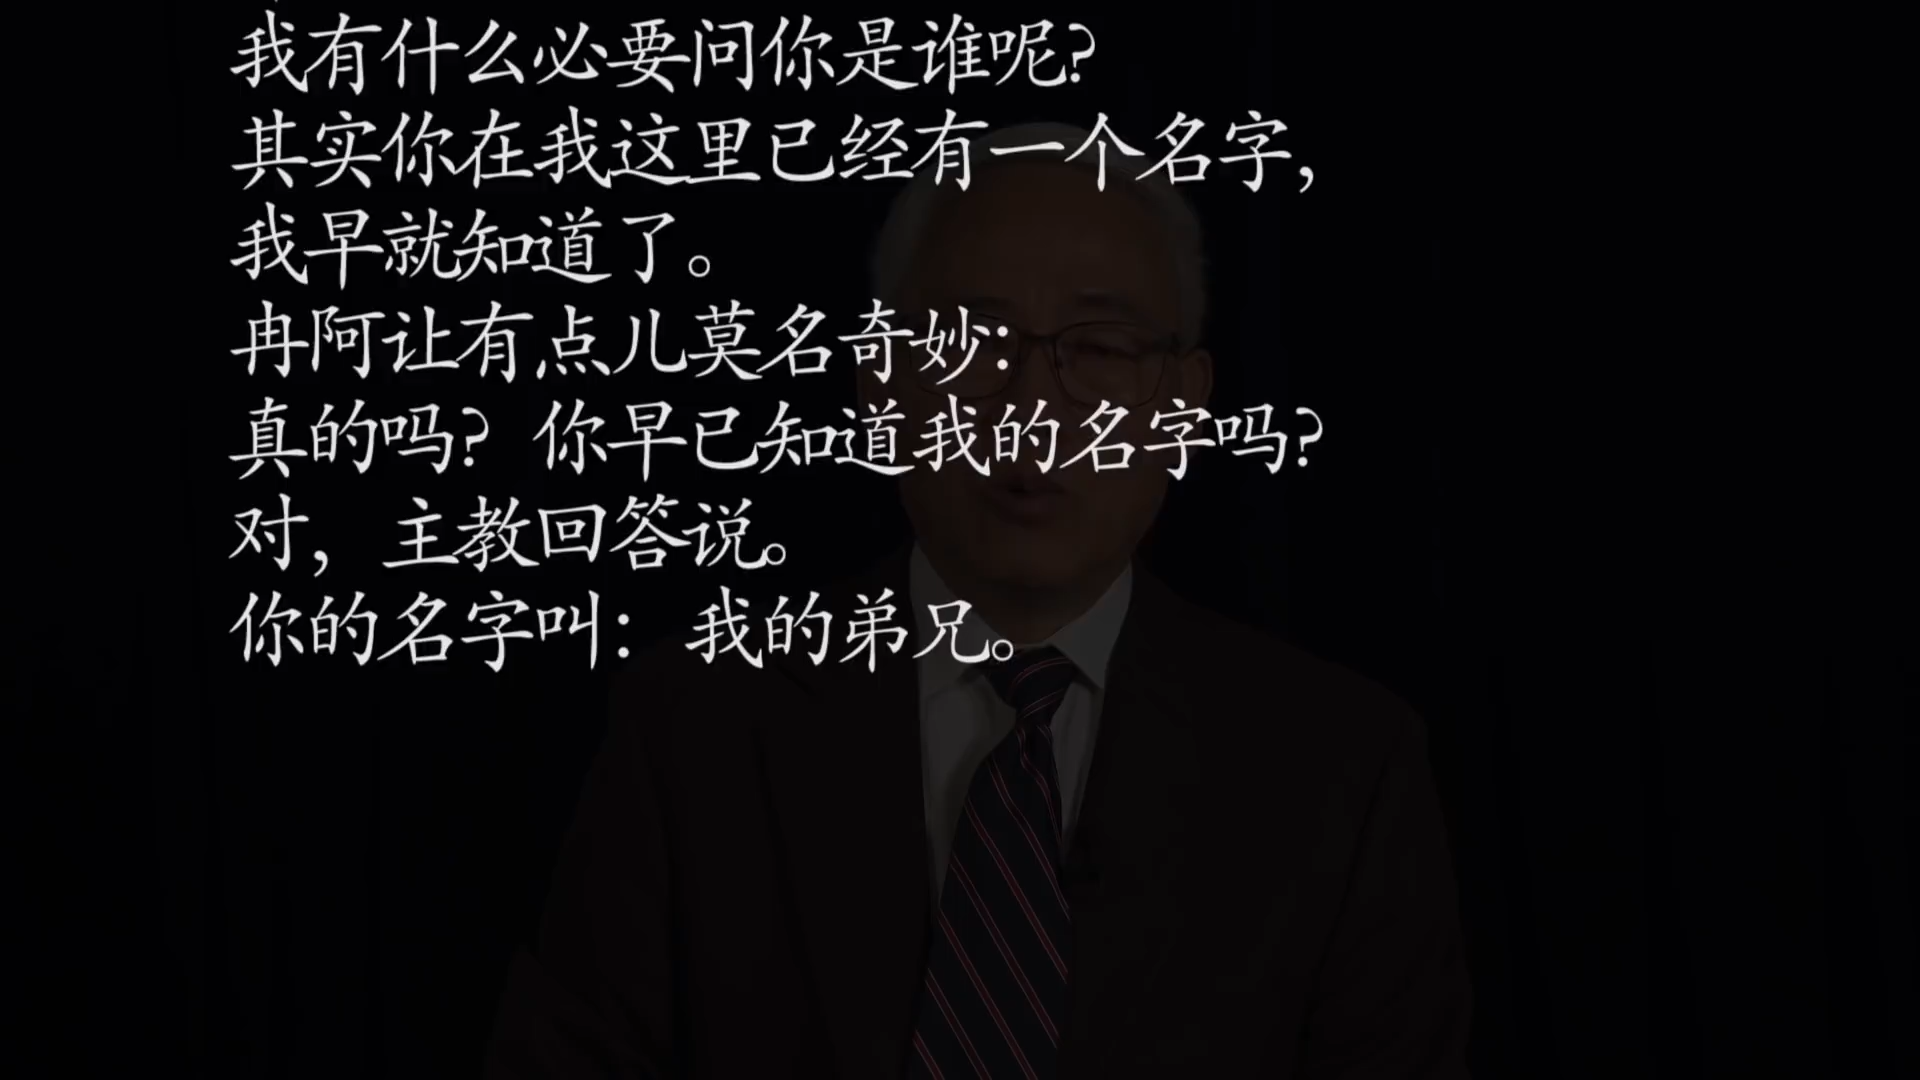 我有什么必要问你是谁呢?
其实你在我这里已经有一个名字,
我早就知道了。
冉阿让有点儿莫名奇妙:
真的吗? 你早已知道我的名字吗?
对, 主教回答说。
你的名字叫: 我的弟兄。